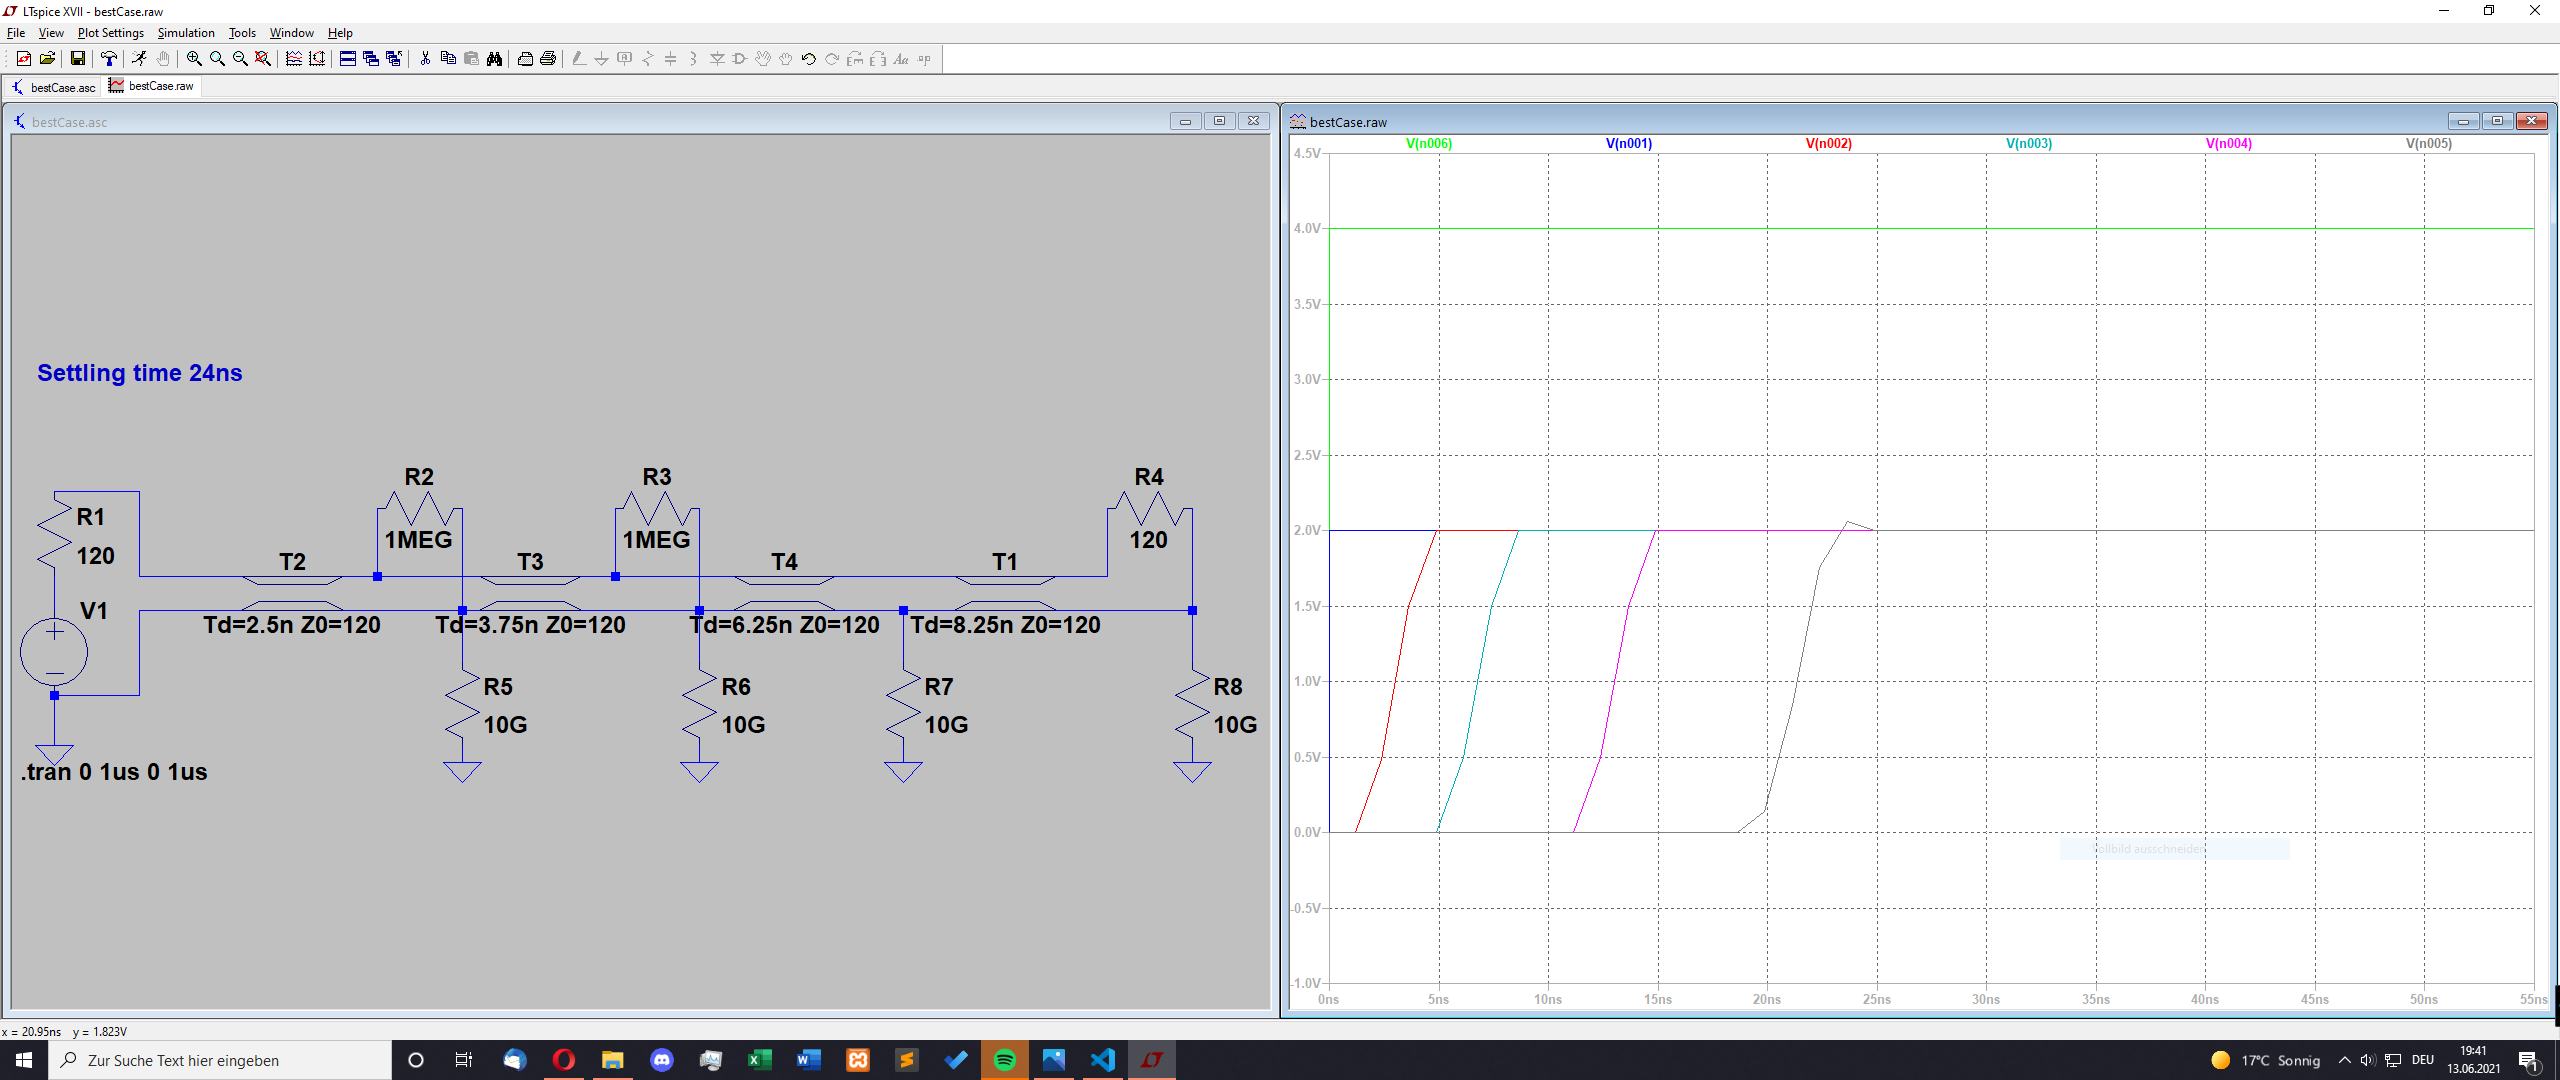 LTspice XVII - bestCase.raw
File View Plot Settings Simulation Tools Window Help
bestCase.asc bestCase.raw
bestCase.asc
Settling time 24ns
R1
120
V1
.tran 0 1us 0 1us
T2
Td=2.5n Z0=120
R2
1MEG
T3
Td=3.75n Z0=120
R3
1MEG
T4
Td=6.25n Z0=120
T1
Td=8.25n Z0=120
R4
120
R5
10G
R6
10G
R7
10G
R8
10G
bestCase.raw
V(n006) V(n001) V(n002) V(n003) V(n004) V(n005)
4.5V
4.0V
3.5V
3.0V
2.5V
2.0V
1.5V
1.0V
0.5V
0.0V
-0.5V
-1.0V
0ns 5ns 10ns 15ns 20ns 25ns 30ns 35ns 40ns 45ns 50ns 55ns
Vollbild ausschneiden
x = 20.95ns y = 1.823V
Zur Suche Text hier eingeben
17°C Sonnig
DEU
19:41
13.06.2021
1